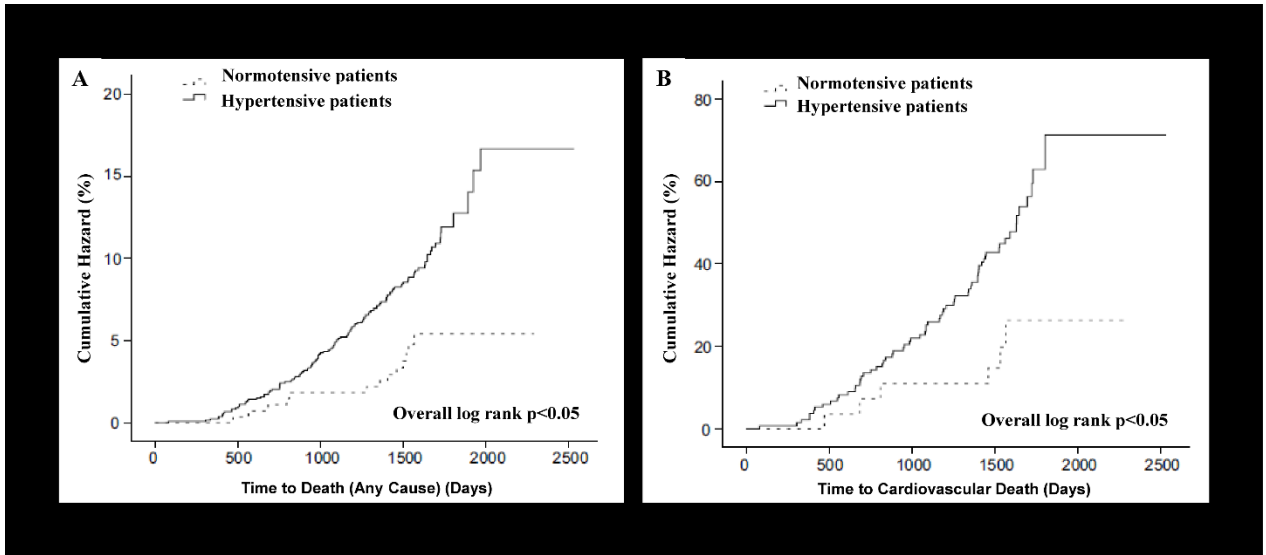 A
Normotensive patients
Hypertensive patients
20
15
10
5
0
Cumulative Hazard (%)
Overall log rank p<0.05
0 500 1000 1500 2000 2500
Time to Death (Any Cause) (Days)
B
Normotensive patients
Hypertensive patients
80
60
40
20
0
Cumulative Hazard (%)
Overall log rank p<0.05
0 500 1000 1500 2000 2500
Time to Cardiovascular Death (Days)